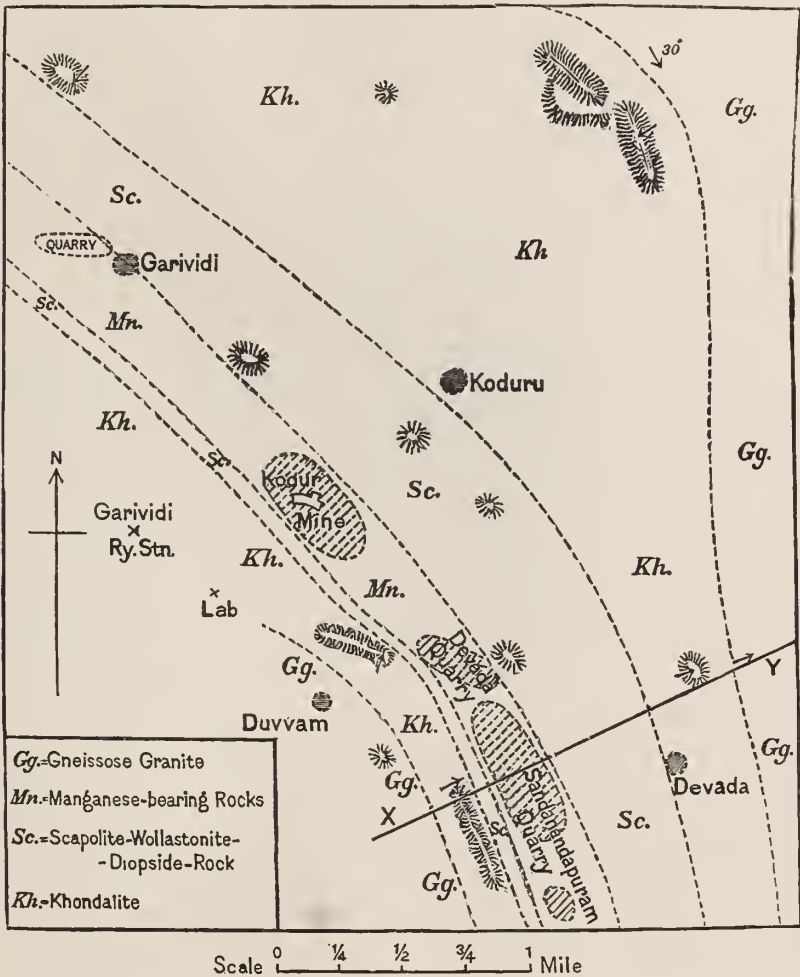 30°
Kh.
Gg.
Sc.
QUARRY
Garividi
Kh
Sc.
Mn.
Koduru
Kh.
Gg.
N
Sc.
Kodur
Mine
Sc.
Garividi
Ry. Stn.
Kh.
Kh.
Mn.
Lab
Devada
Quarry
Gg.
Y
Duvvam
Kh.
Gg.
Gg.
Devada
X
Sc.
Sc.
Sandanandapuram
Quarry
Gg.
Gg.=Gneissose Granite
Mn.=Manganese-bearing Rocks
Sc.=Scapolite-Wollastonite-
-Diopside-Rock
Kh.=Khondalite
Scale 0 ¼ ½ ¾ 1 Mile